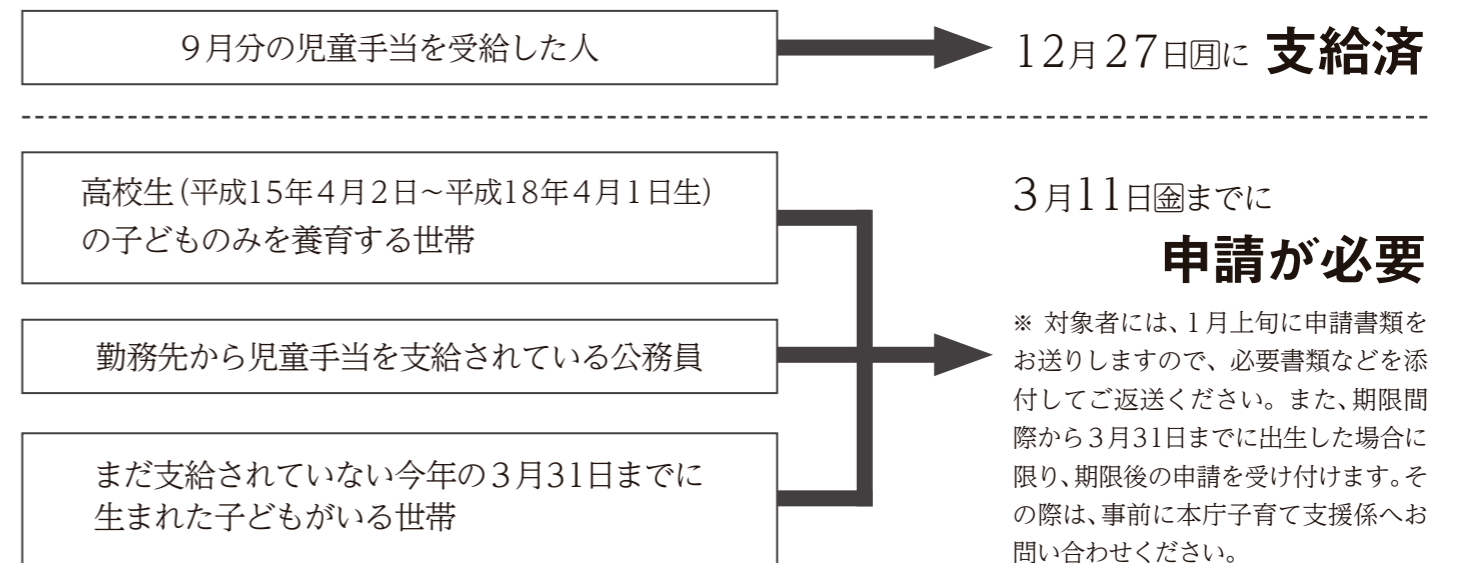 9月分の児童手当を受給した人
12月27日㈪に 支給済
高校生（平成15年4月2日～平成18年4月1日生）
の子どものみを養育する世帯
勤務先から児童手当を支給されている公務員
まだ支給されていない今年の3月31日までに
生まれた子どもがいる世帯
3月11日㈮までに
申請が必要
※ 対象者には、1月上旬に申請書類を
お送りしますので、必要書類などを添
付してご返送ください。また、期限間
際から3月31日までに出生した場合に
限り、期限後の申請を受け付けます。そ
の際は、事前に本庁子育て支援係へお
問い合わせください。